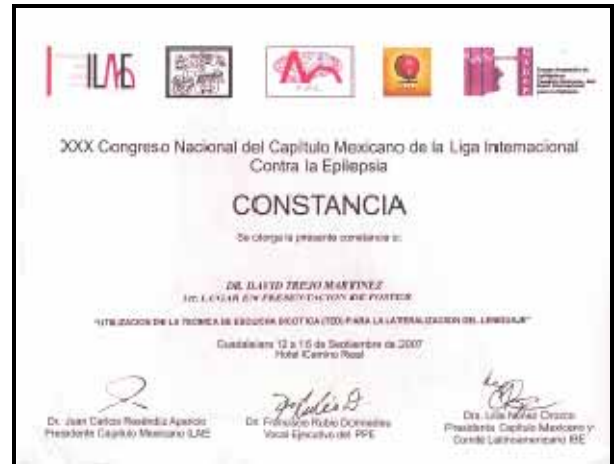 ILAE
XXX Congreso Nacional del Capítulo Mexicano de la Liga Internacional
Contra la Epilepsia
CONSTANCIA
Se otorga la presente constancia a:
DR. DAVID TREJO MARTINEZ
1er. LUGAR EN PRESENTACION DE POSTER
"UTILIZACION DE LA TECNICA DE ESCUCHA DICOTICA (TED) PARA LA LATERALIZACION DEL LENGUAJE"
Guadalajara 12 a 15 de Septiembre de 2007
Hotel Camino Real
Dr. Juan Carlos Reséndiz Aparicio
Presidente Capítulo Mexicano ILAE
Dr. Francisco Rubio Donnadieu
Vocal Ejecutivo del PPE
Dra. Lilia Núñez Orozco
Presidenta Capítulo Mexicano y
Comité Latinoamericano IBE